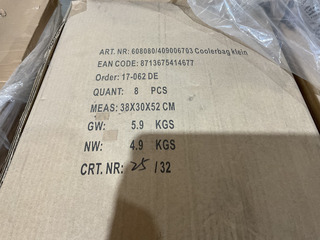 ART. NR: 608080/409006703 Coolerbag klein
EAN CODE: 8713675414677
Order: 17-062 DE
QUANT: 8 PCS
MEAS: 38X30X52 CM
GW: 5.9 KGS
NW: 4.9 KGS
CRT. NR: 25 /32